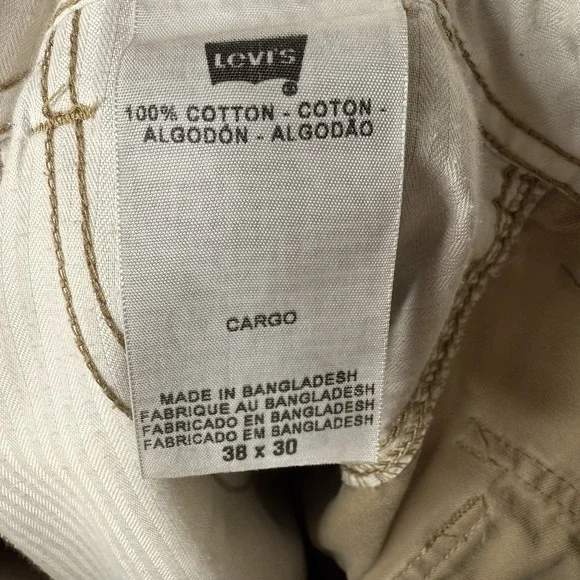 LEVI'S
100% COTTON - COTON -
ALGODÓN - ALGODÃO
CARGO
MADE IN BANGLADESH
FABRIQUE AU BANGLADESH
FABRICADO EN BANGLADESH
FABRICADO EM BANGLADESH
38 x 30